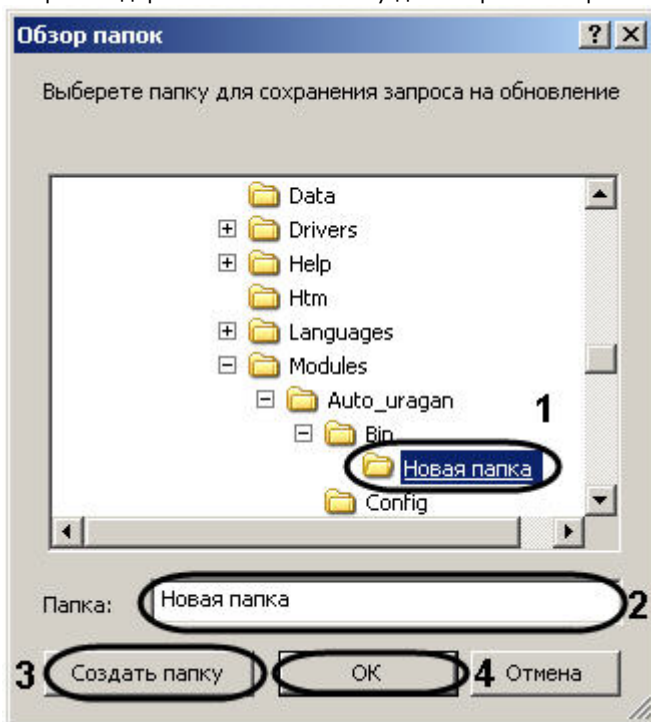 Обзор папок
Выберете папку для сохранения запроса на обновление
Data
Drivers
Help
Htm
Languages
Modules
Auto_uragan
1
Bin
Новая папка
Config
Папка:
Новая папка
2
3
Создать папку
OK
4
Отмена